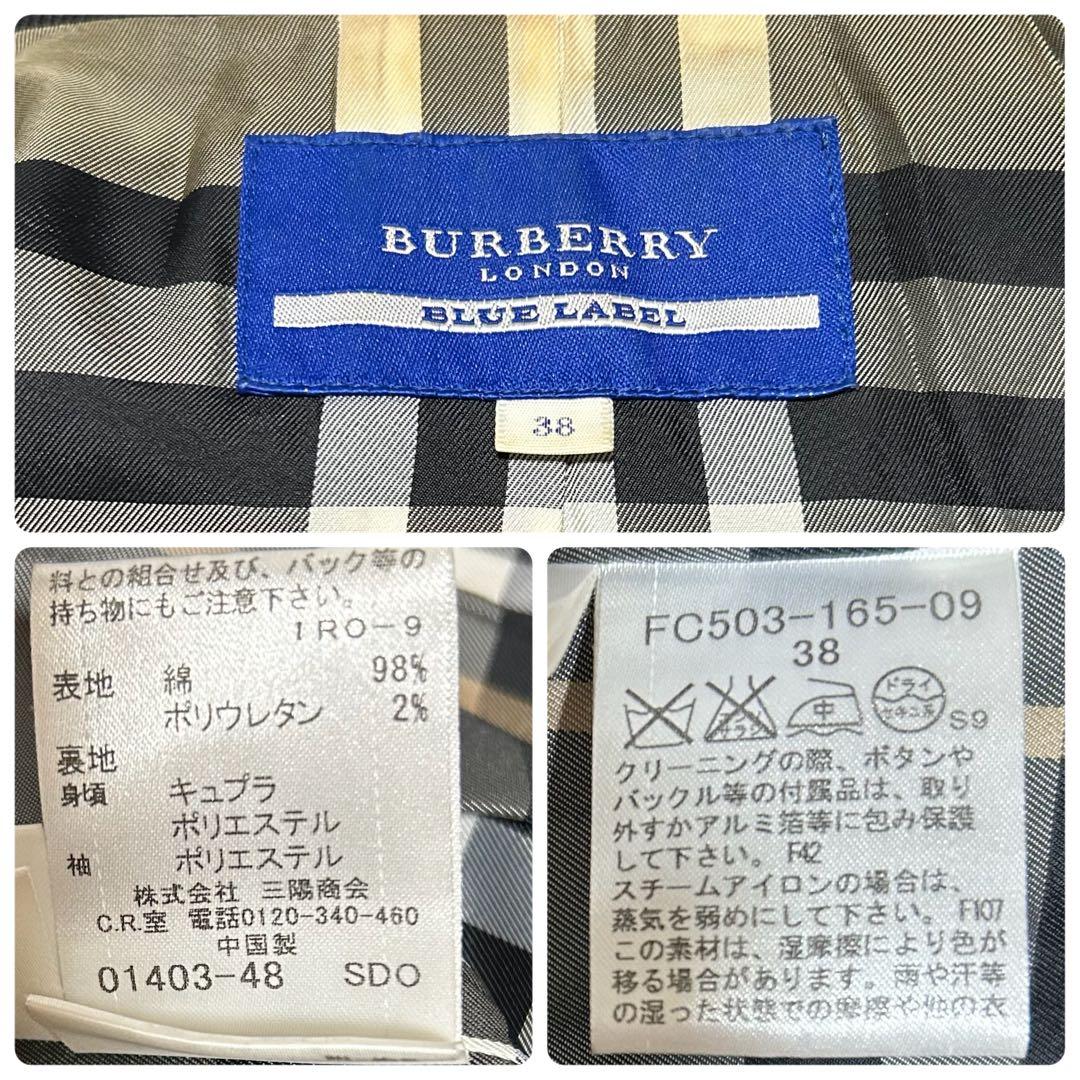 BURBERRY
LONDON
BLUE LABEL
38
料との組合せ及び、バック等の
持ち物にもご注意下さい。
IRO-9
表地 綿 98%
ポリウレタン 2%
裏地
身頃 キュプラ
ポリエステル
袖 ポリエステル
株式会社 三陽商会
C.R.室 電話0120-340-460
中国製
01403-48 SDO
FC503-165-09
38
エンソサラシ 中 ドライ セキユ系 S9
クリーニングの際、ボタンや
バックル等の付属品は、取り
外すかアルミ箔等に包み保護
して下さい。 F42
スチームアイロンの場合は、
蒸気を弱めにして下さい。 F107
この素材は、湿摩擦により色が
移る場合があります。雨や汗等
の湿った状態での摩擦や他の衣